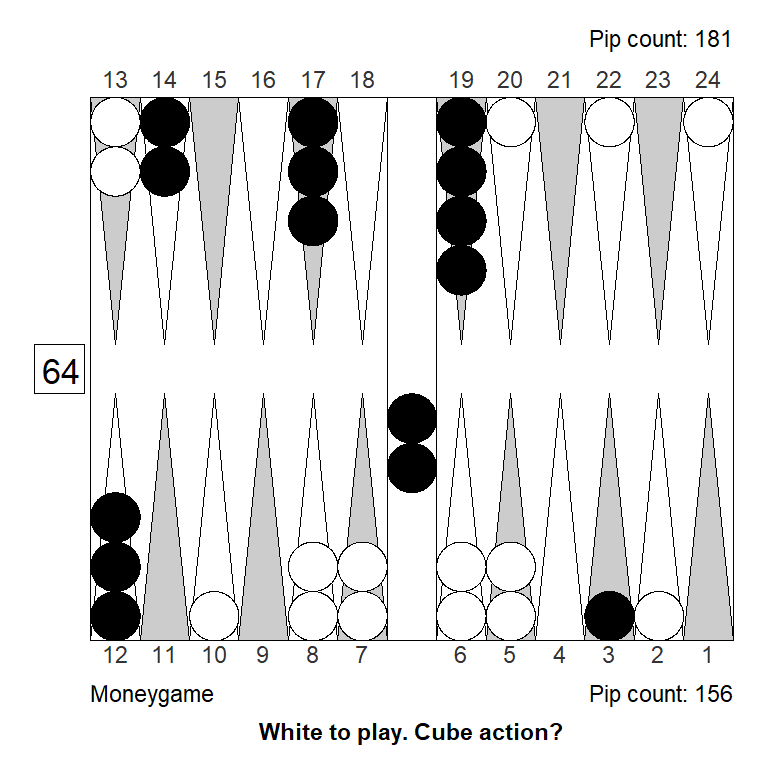 Pip count: 181
13 14 15 16 17 18 19 20 21 22 23 24
64
12 11 10 9 8 7 6 5 4 3 2 1
Moneygame Pip count: 156
White to play. Cube action?